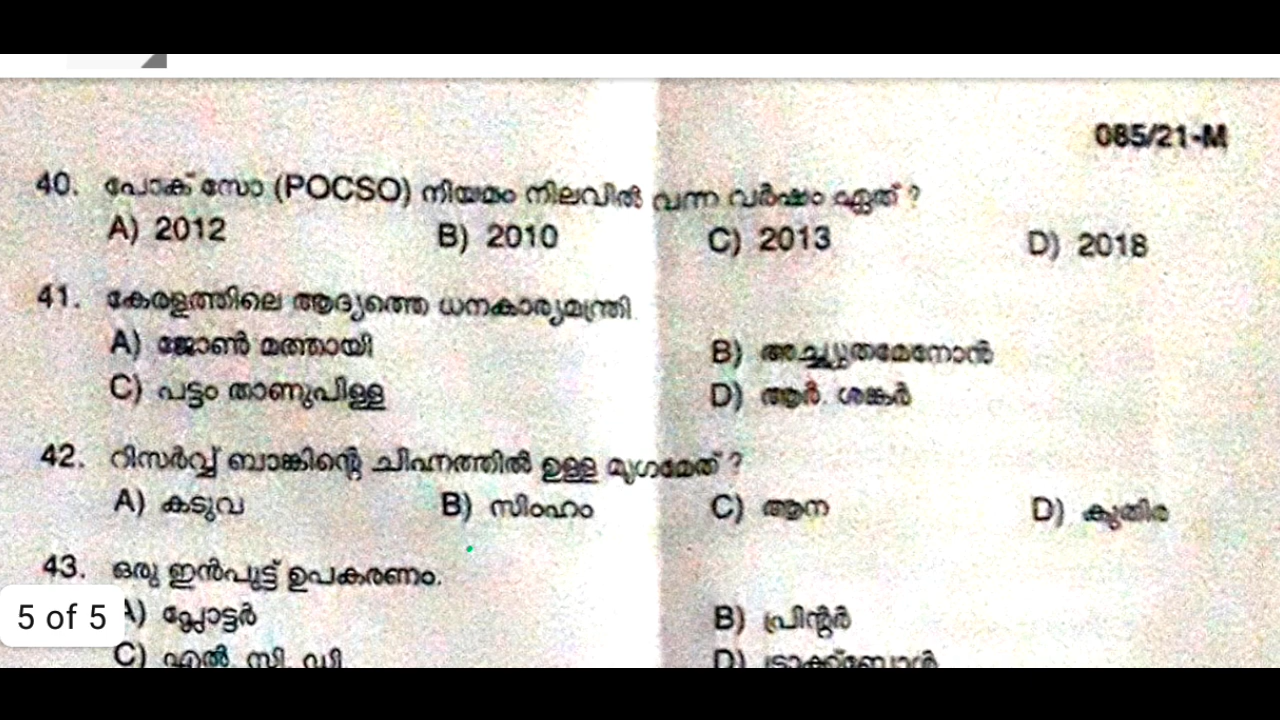 085/21-M
40. പോക് സോ (POCSO) നിയമം നിലവിൽ വന്ന വർഷം ഏത് ?
A) 2012 B) 2010 C) 2013 D) 2018
41. കേരളത്തിലെ ആദ്യത്തെ ധനകാര്യമന്ത്രി
A) ജോൺ മത്തായി B) അച്ച്യുതമേനോൻ
C) പട്ടം താണുപിള്ള D) ആർ. ശങ്കർ
42. റിസർവ്വ് ബാങ്കിന്റെ ചിഹ്നത്തിൽ ഉള്ള മൃഗമേത് ?
A) കടുവ B) സിംഹം C) ആന D) കുതിര
43. ഒരു ഇൻപുട്ട് ഉപകരണം.
5 of 5 A) പ്ലോട്ടർ B) പ്രിന്റർ
C) എൽ. സി. ഡി D) ട്രാക്ക്ബോൾ